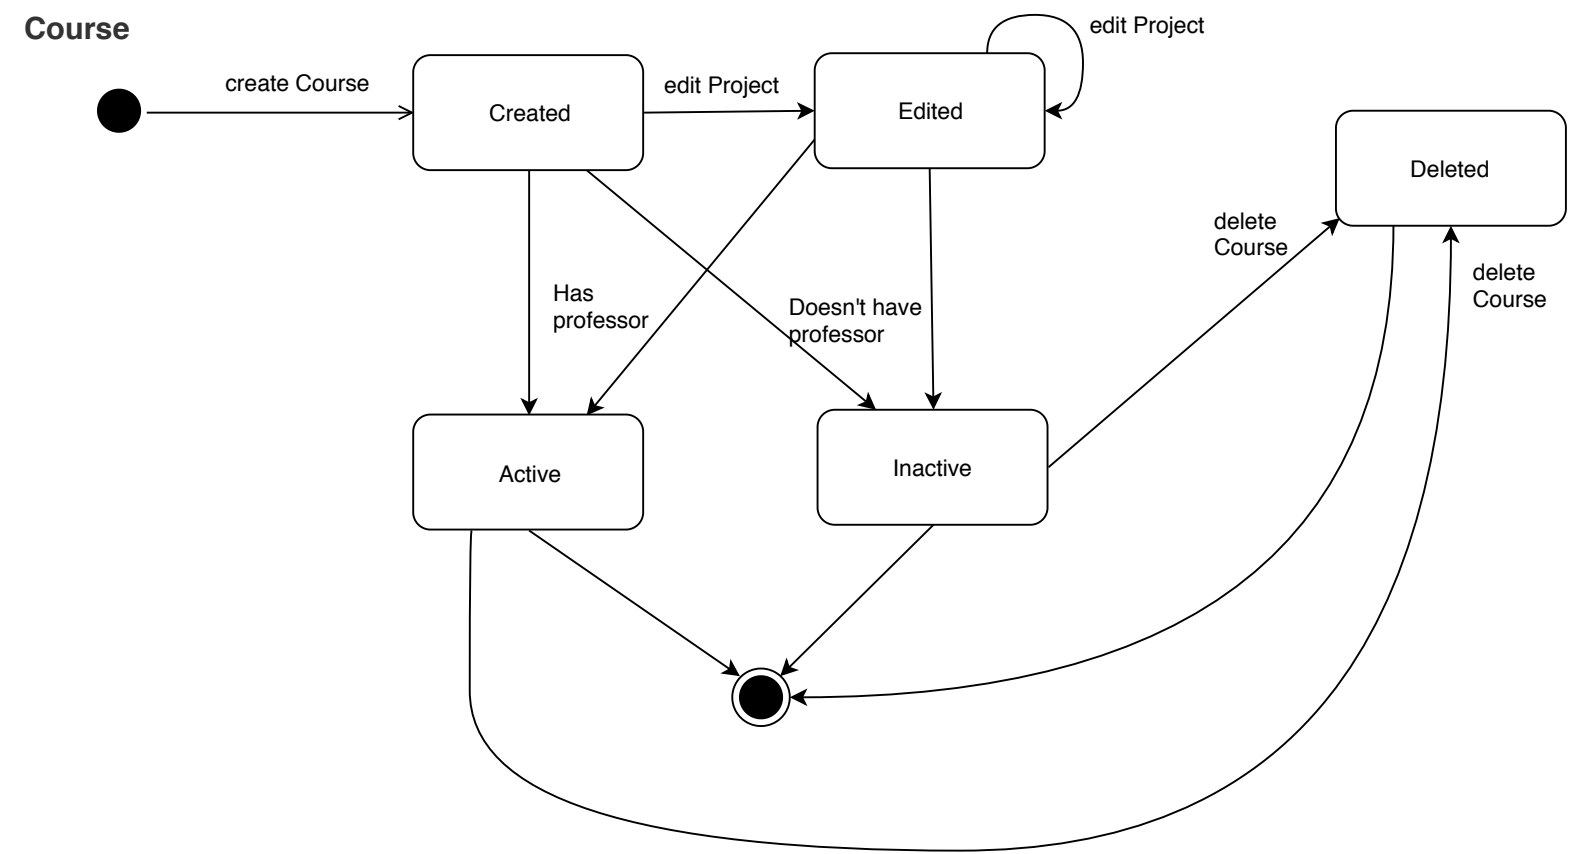 Course
create Course
Created
edit Project
Edited
edit Project
Deleted
delete
Course
delete
Course
Has
professor
Doesn't have
professor
Active
Inactive